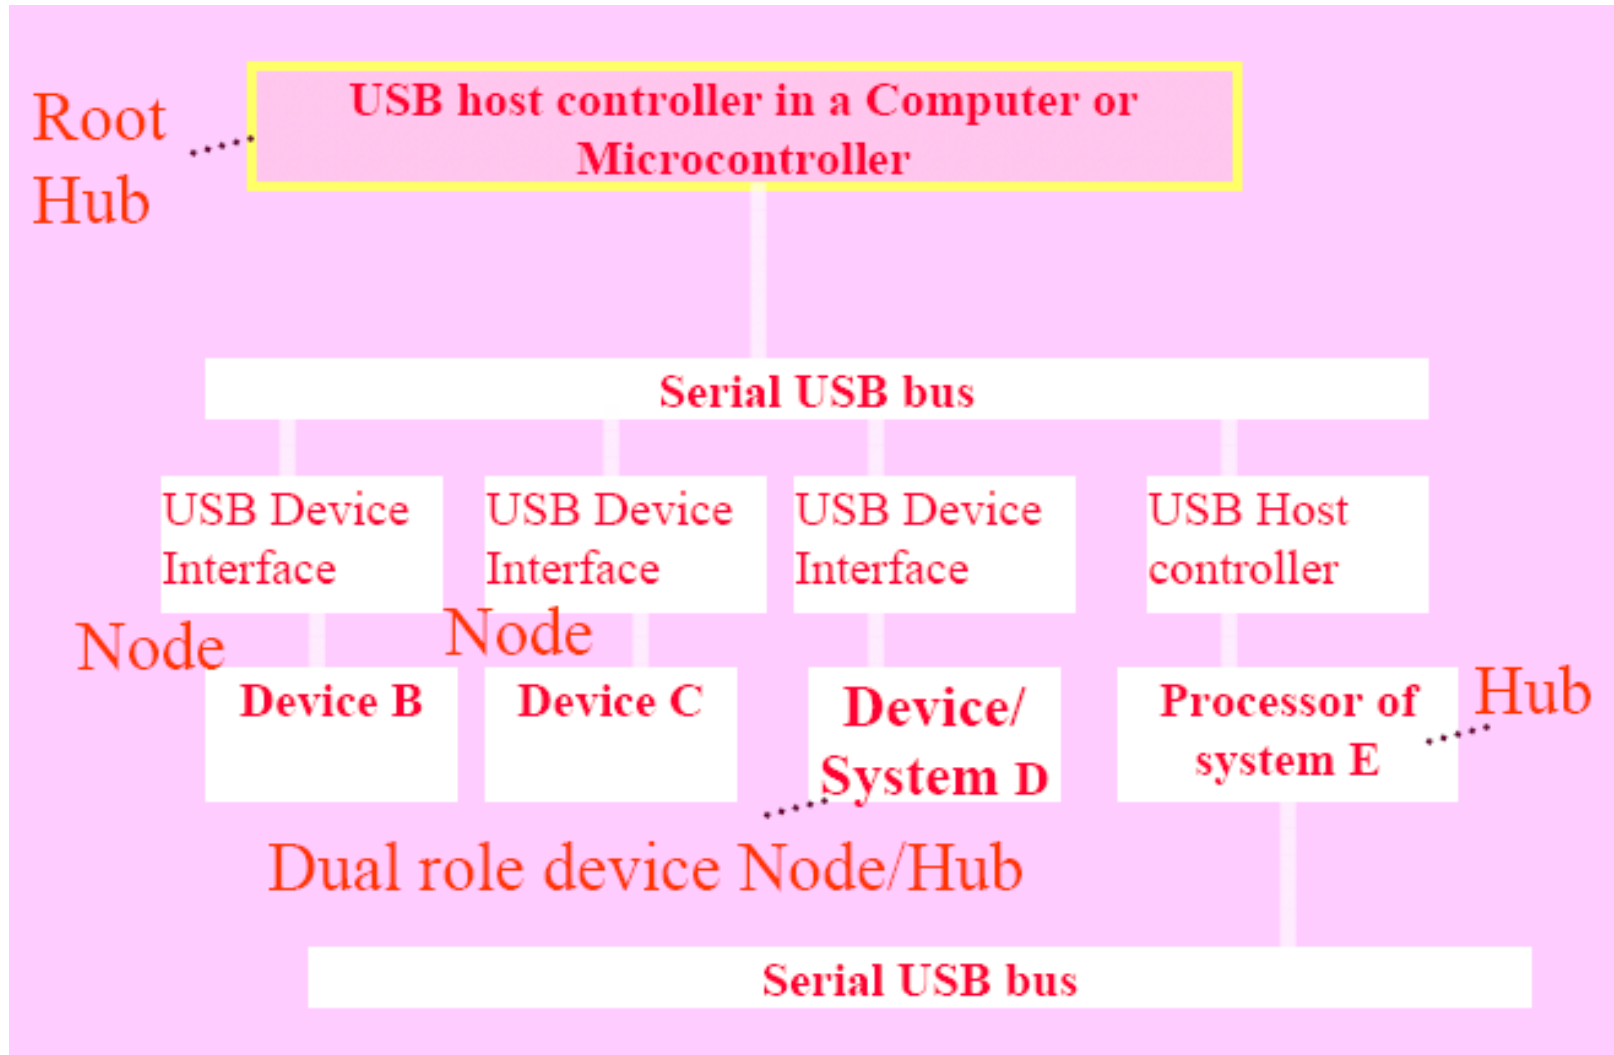 Root
Hub
USB host controller in a Computer or
Microcontroller
Serial USB bus
USB Device
Interface
USB Device
Interface
USB Device
Interface
USB Host
controller
Node
Node
Device B
Device C
Device/
System D
Processor of
system E
Hub
Dual role device Node/Hub
Serial USB bus